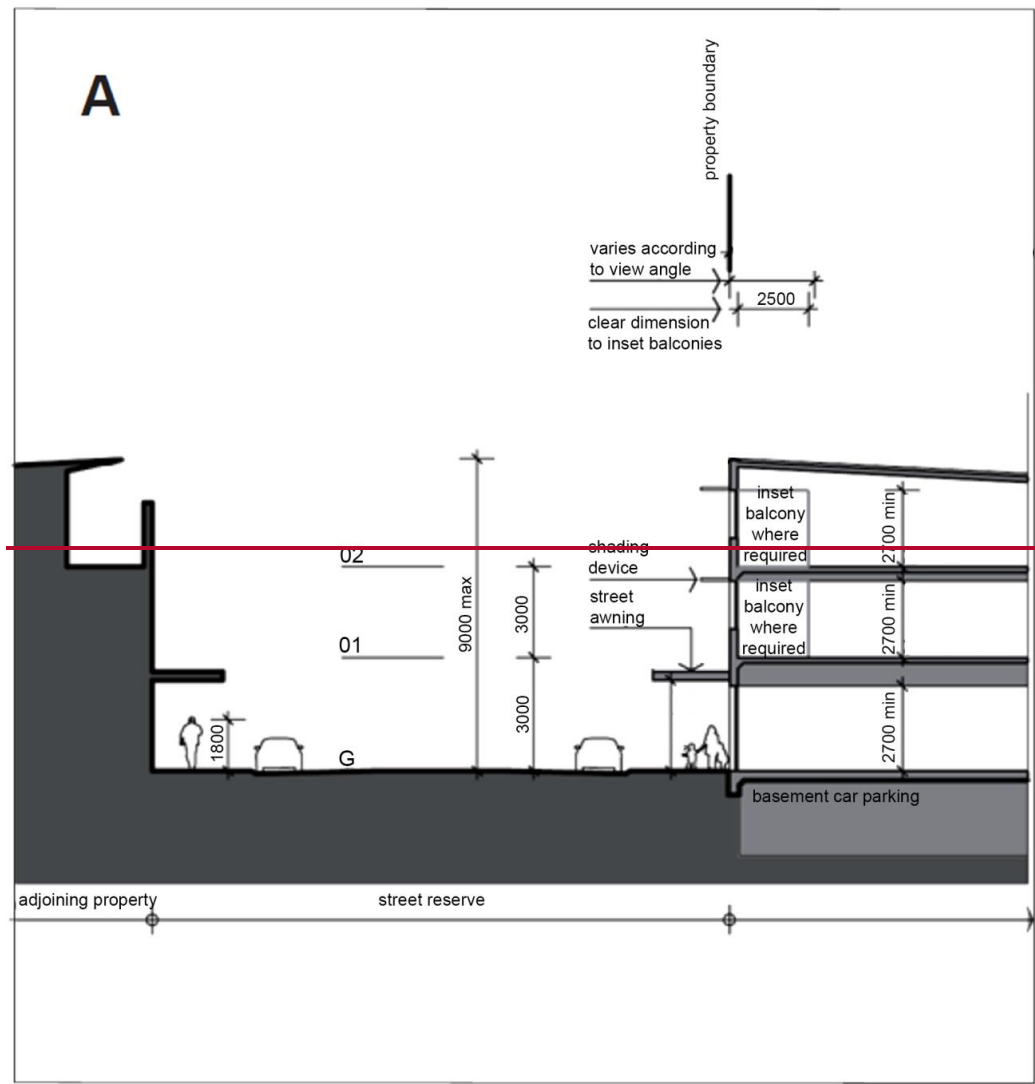 A
property boundary
varies according
to view angle
2500
clear dimension
to inset balconies
inset
balcony
where
required
2700 min
02
shading
device
9000 max
3000
street
awning
inset
balcony
where
required
2700 min
01
3000
1800
2700 min
G
basement car parking
adjoining property
street reserve